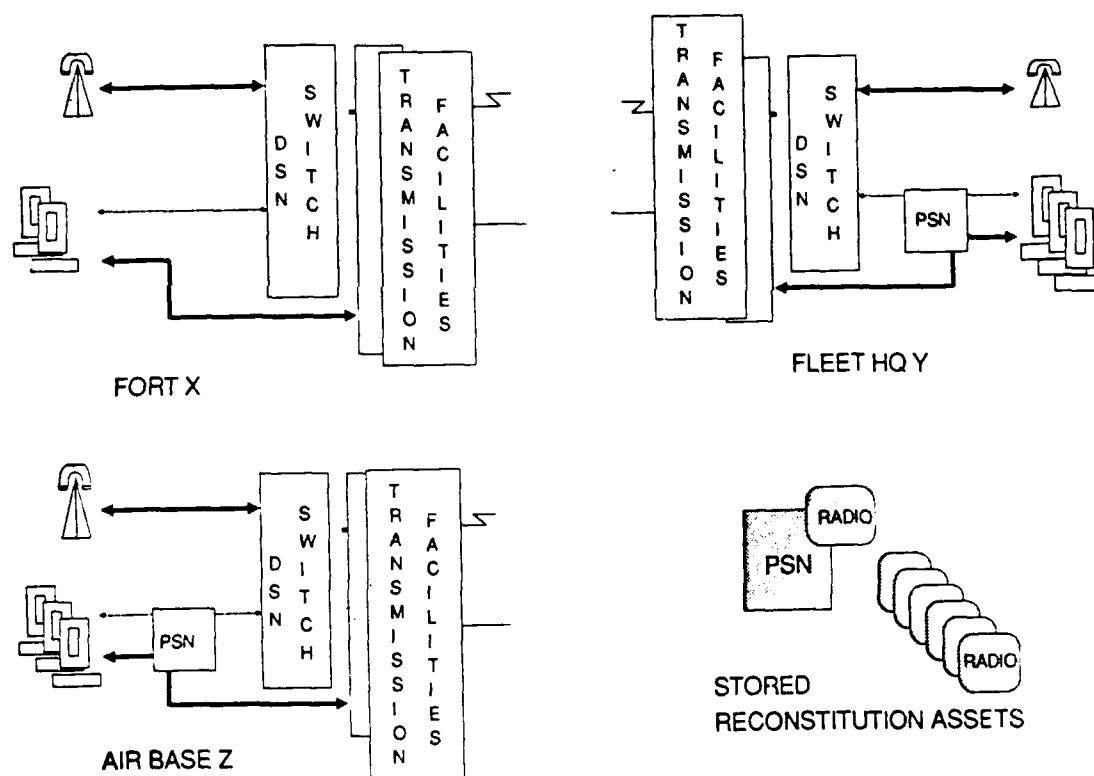 DSN
SWITCH
TRANSMISSION
FACILITIES
FORT X
TRANSMISSION
FACILITIES
DSN
SWITCH
PSN
FLEET HQ Y
PSN
DSN
SWITCH
TRANSMISSION
FACILITIES
AIR BASE Z
RADIO
PSN
RADIO
STORED
RECONSTITUTION ASSETS